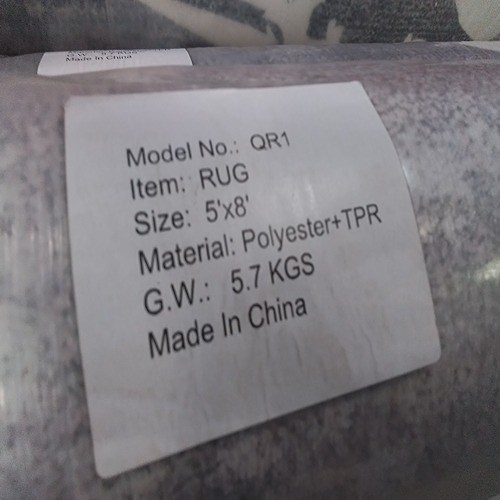 Made In China
Model No.: QR1
Item: RUG
Size: 5'x8'
Material: Polyester+TPR
G.W.: 5.7 KGS
Made In China